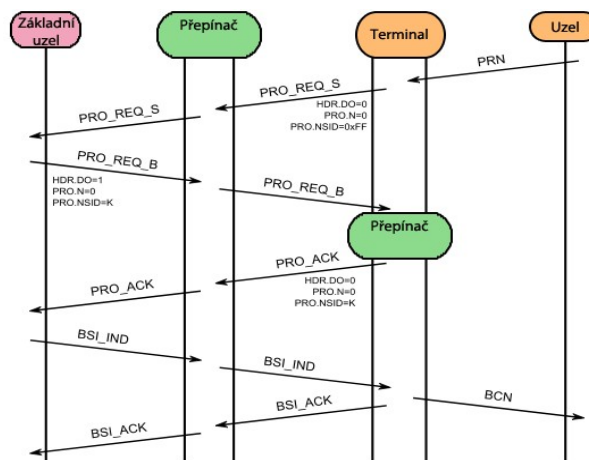 Základní
uzel
Přepínač
Terminal
Uzel
PRN
PRO_REQ_S
HDR.DO=0
PRO.N=0
PRO.NSID=0xFF
PRO_REQ_S
PRO_REQ_B
HDR.DO=1
PRO.N=0
PRO.NSID=K
PRO_REQ_B
Přepínač
PRO_ACK
HDR.DO=0
PRO.N=0
PRO.NSID=K
PRO_ACK
BSI_IND
BSI_IND
BCN
BSI_ACK
BSI_ACK